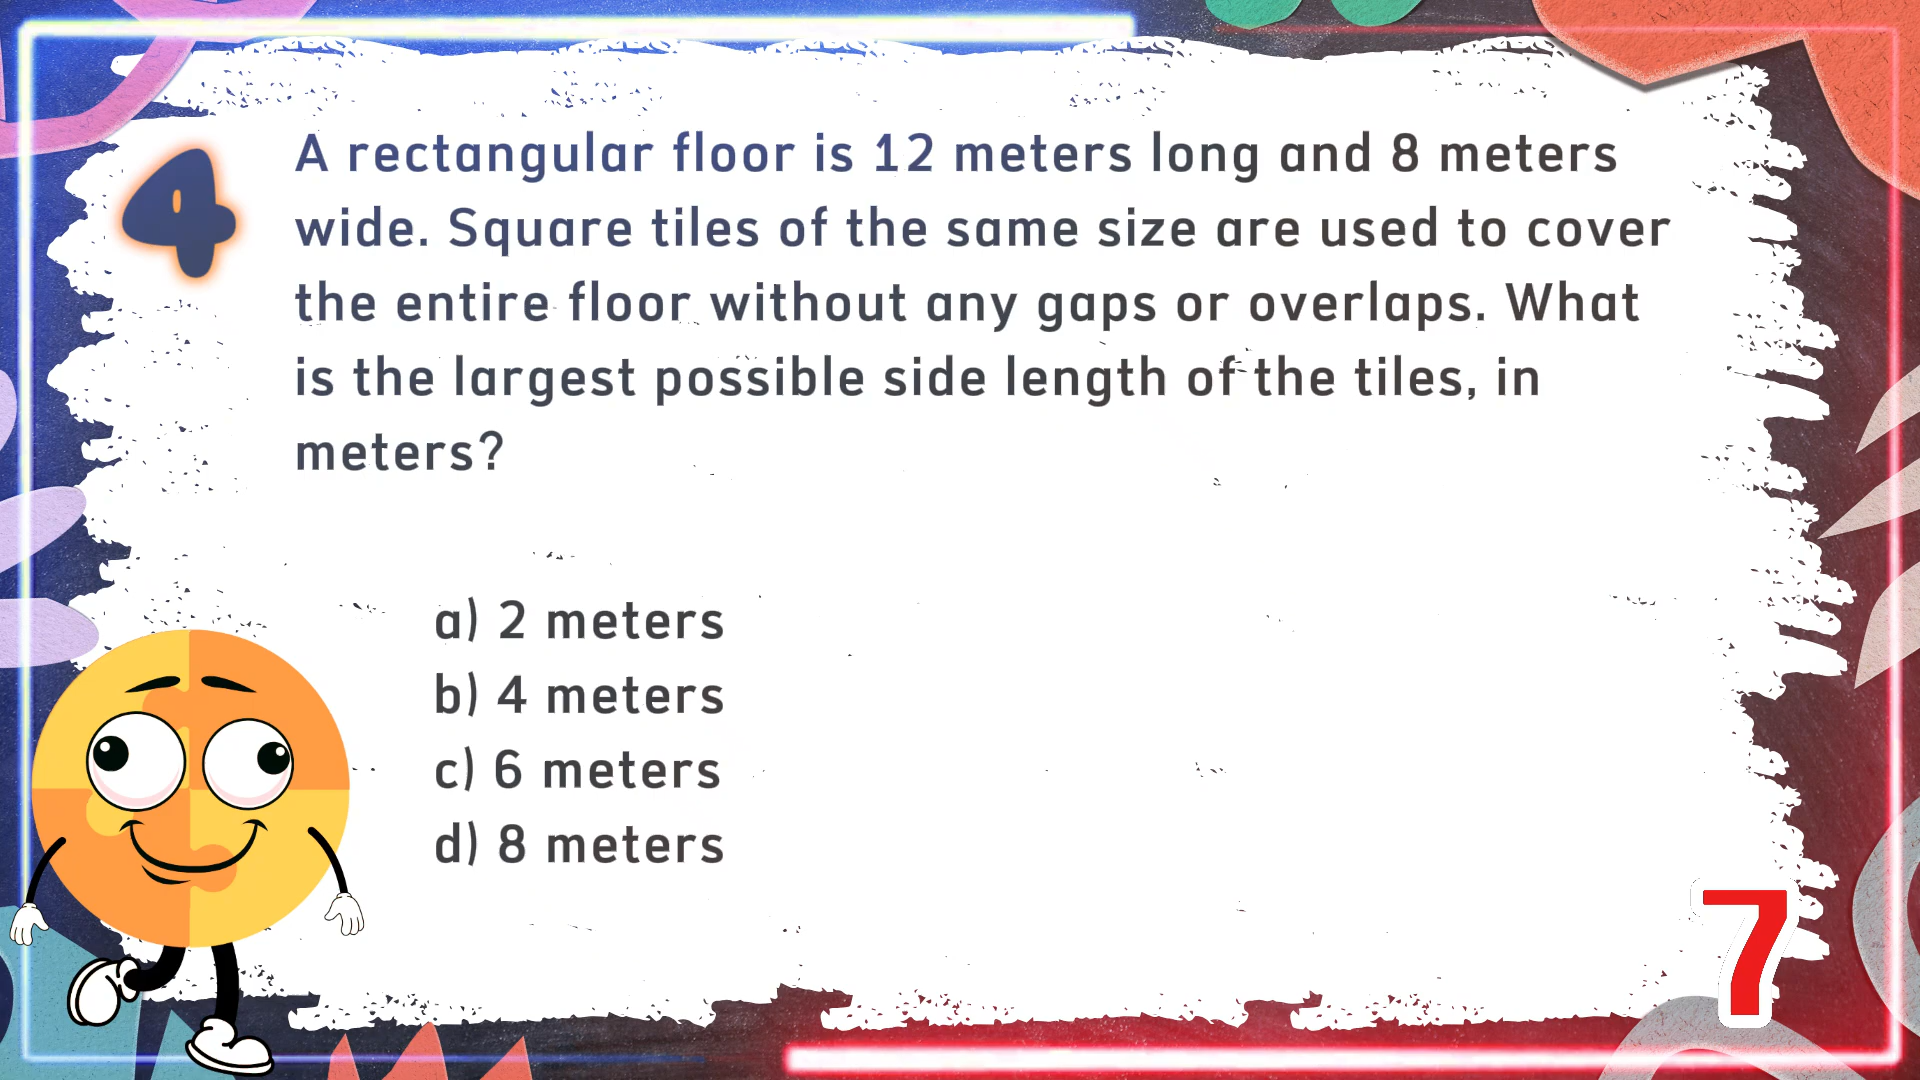 4
A rectangular floor is 12 meters long and 8 meters
wide. Square tiles of the same size are used to cover
the entire floor without any gaps or overlaps. What
is the largest possible side length of the tiles, in
meters?
a) 2 meters
b) 4 meters
c) 6 meters
d) 8 meters
7